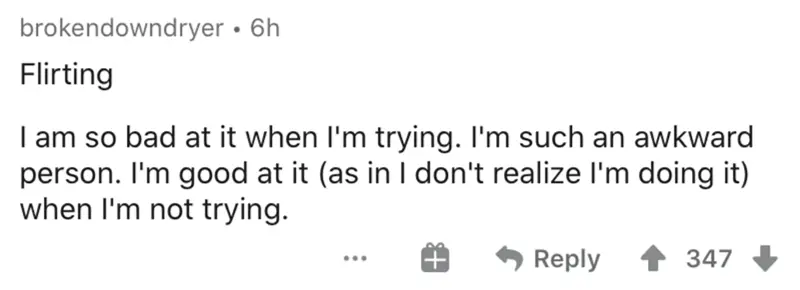 brokendowndryer • 6h
Flirting
I am so bad at it when I'm trying. I'm such an awkward
person. I'm good at it (as in I don't realize I'm doing it)
when I'm not trying.
... Reply 347